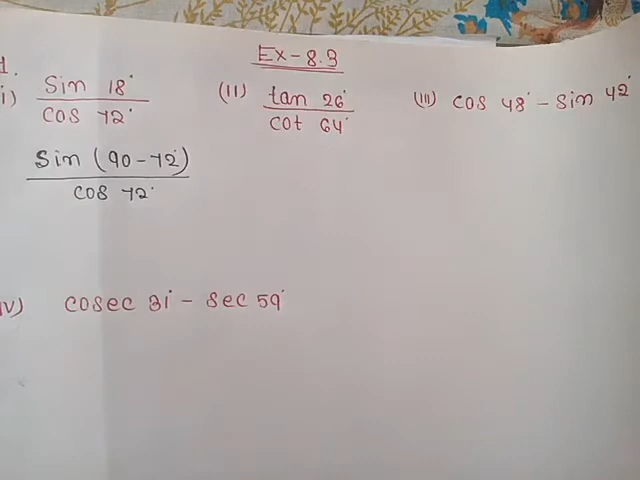 Ex-8.3
1.
i) Sin 18° / cos 72°
(II) tan 26° / cot 64°
(III) cos 48° - sin 42°
Sin (90-72°) / cos 72°
IV) cosec 31° - sec 59°